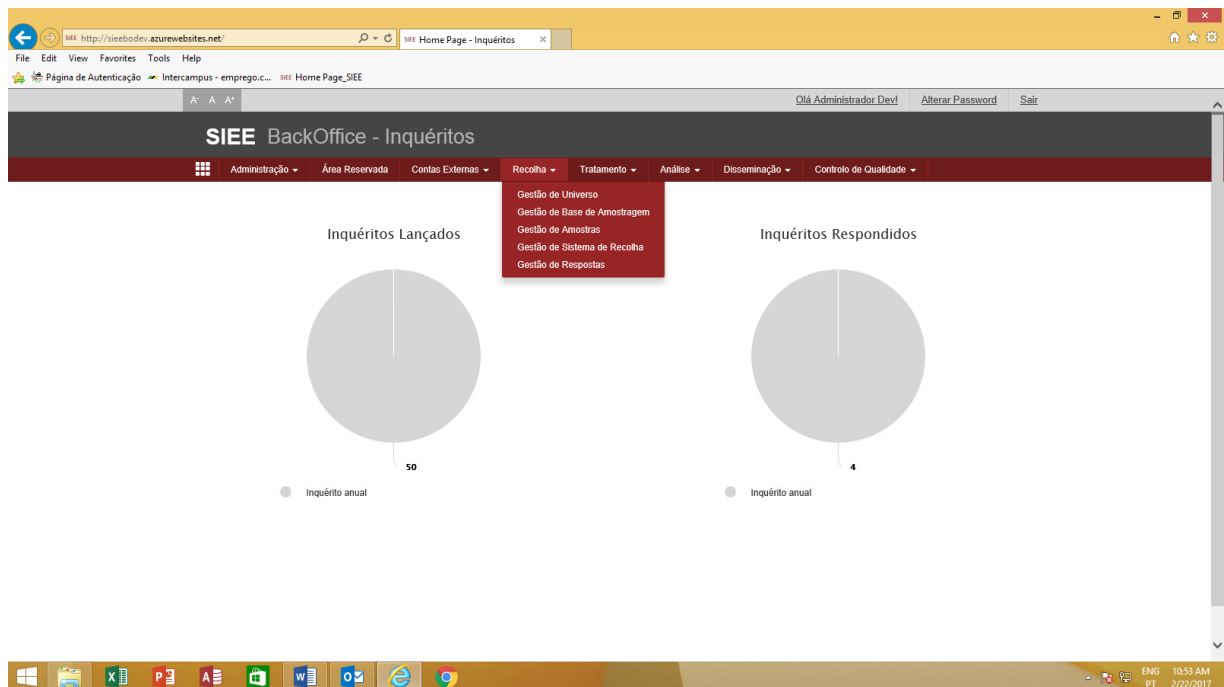 SIEE http://sieebodev.azurewebsites.net/
SIEE Home Page - Inquéritos
File Edit View Favorites Tools Help
Página de Autenticação Intercampus - emprego.c... SIEE Home Page_SIEE
A- A A+ Olá Administrador Dev! Alterar Password Sair
SIEE BackOffice - Inquéritos
Administração Área Reservada Contas Externas Recolha Tratamento Análise Disseminação Controlo de Qualidade
Gestão de Universo
Gestão de Base de Amostragem
Gestão de Amostras
Gestão de Sistema de Recolha
Gestão de Respostas
Inquéritos Lançados
50
Inquérito anual
Inquéritos Respondidos
4
Inquérito anual
ENG 10:53 AM
PT 2/22/2017